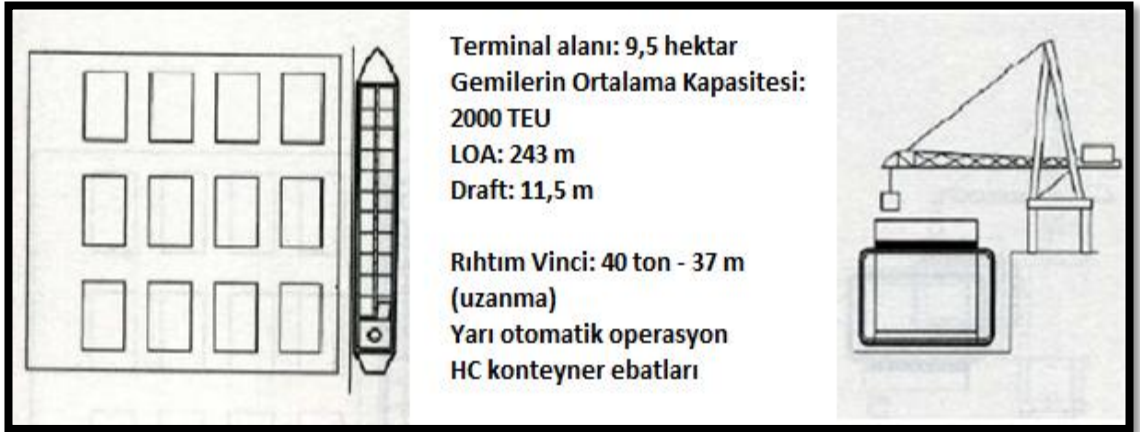 Terminal alanı: 9,5 hektar
Gemilerin Ortalama Kapasitesi:
2000 TEU
LOA: 243 m
Draft: 11,5 m
Rıhtım Vinci: 40 ton - 37 m
(uzanma)
Yarı otomatik operasyon
HC konteyner ebatları